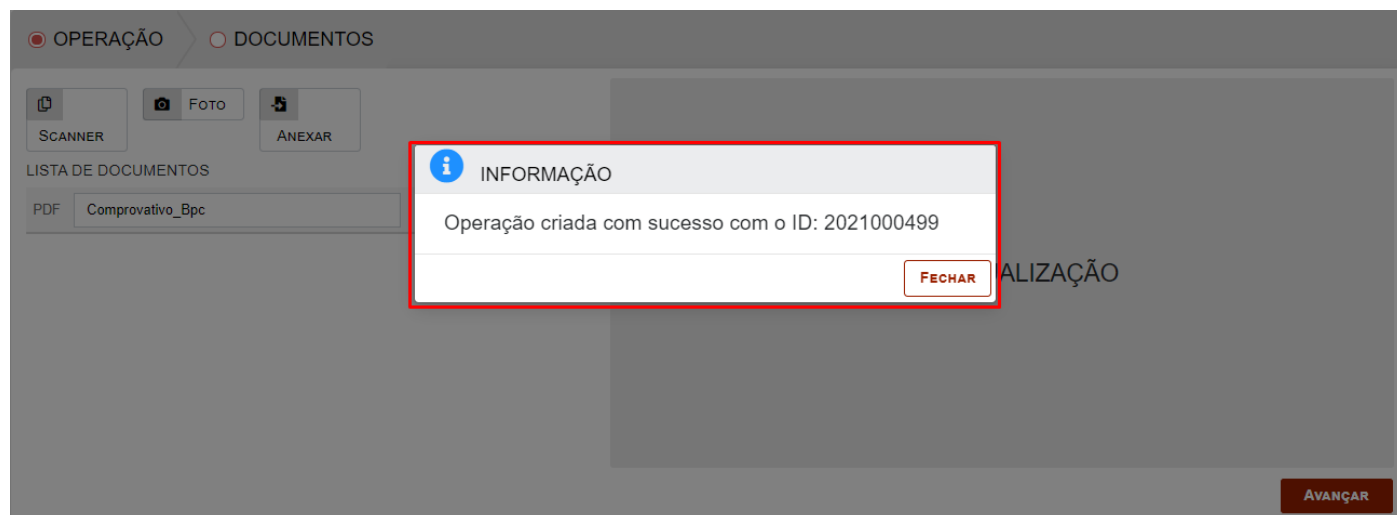 OPERAÇÃO
DOCUMENTOS
SCANNER
FOTO
ANEXAR
LISTA DE DOCUMENTOS
PDF
Comprovativo_Bpc
INFORMAÇÃO
Operação criada com sucesso com o ID: 2021000499
FECHAR
ALIZAÇÃO
AVANÇAR